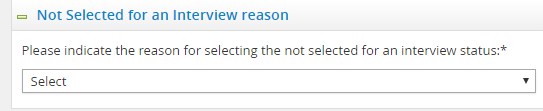 Not Selected for an Interview reason
Please indicate the reason for selecting the not selected for an interview status:*
Select